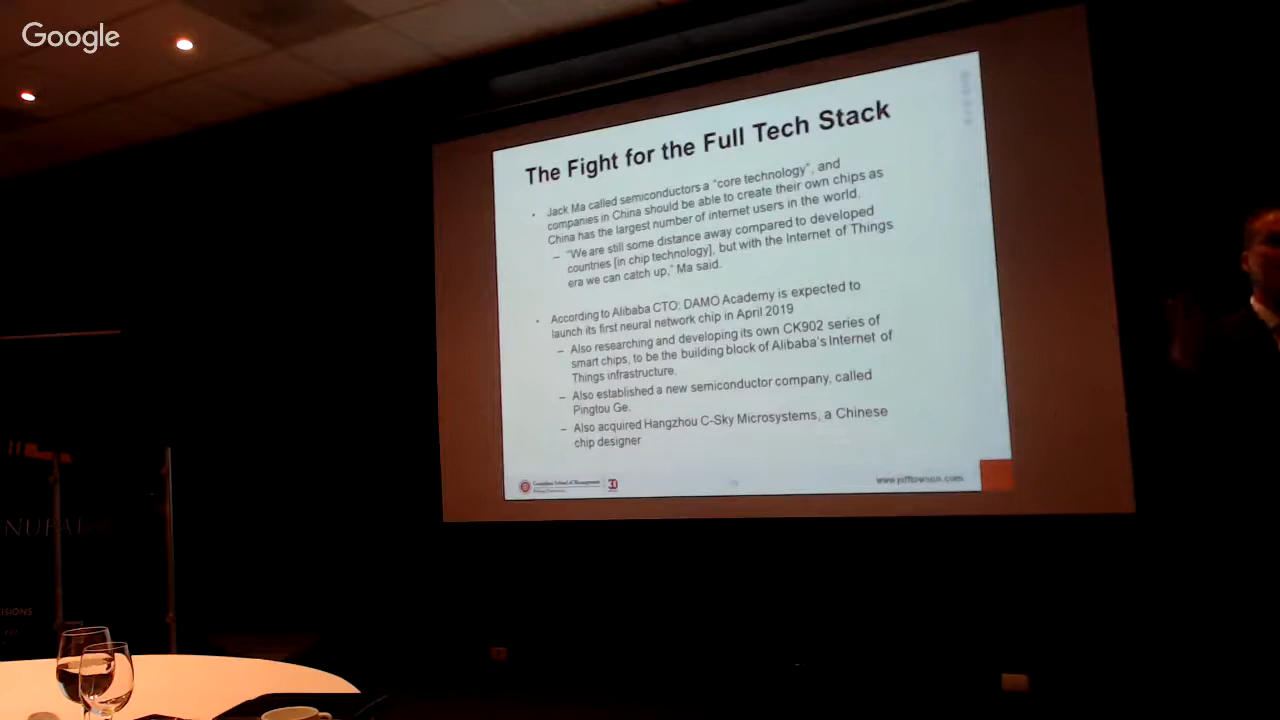 Google
The Fight for the Full Tech Stack
• Jack Ma called semiconductors a "core technology", and
companies in China should be able to create their own chips as
China has the largest number of internet users in the world.
– "We are still some distance away compared to developed
countries [in chip technology], but with the Internet of Things
era we can catch up," Ma said.
• According to Alibaba CTO: DAMO Academy is expected to
launch its first neural network chip in April 2019
– Also researching and developing its own CK902 series of
smart chips, to be the building block of Alibaba's Internet of
Things infrastructure.
– Also established a new semiconductor company, called
Pingtou Ge.
– Also acquired Hangzhou C-Sky Microsystems, a Chinese
chip designer
www.jefftowson.com